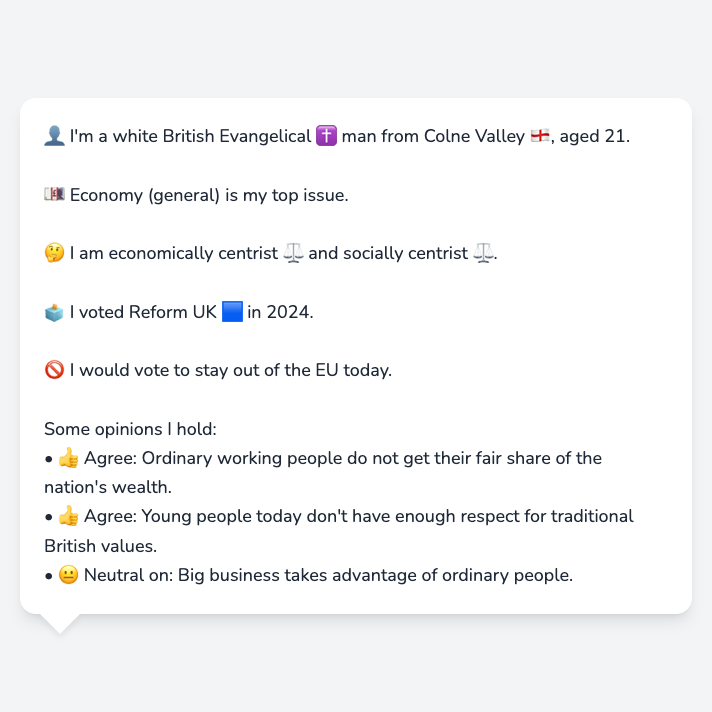 👤 I'm a white British Evangelical ✝️ man from Colne Valley 🏴󠁧󠁢󠁥󠁮󠁧󠁿, aged 21.
💷 Economy (general) is my top issue.
🤔 I am economically centrist ⚖️ and socially centrist ⚖️.
🗳️ I voted Reform UK 🟦 in 2024.
🚫 I would vote to stay out of the EU today.
Some opinions I hold:
• 👍 Agree: Ordinary working people do not get their fair share of the
nation's wealth.
• 👍 Agree: Young people today don't have enough respect for traditional
British values.
• 😐 Neutral on: Big business takes advantage of ordinary people.